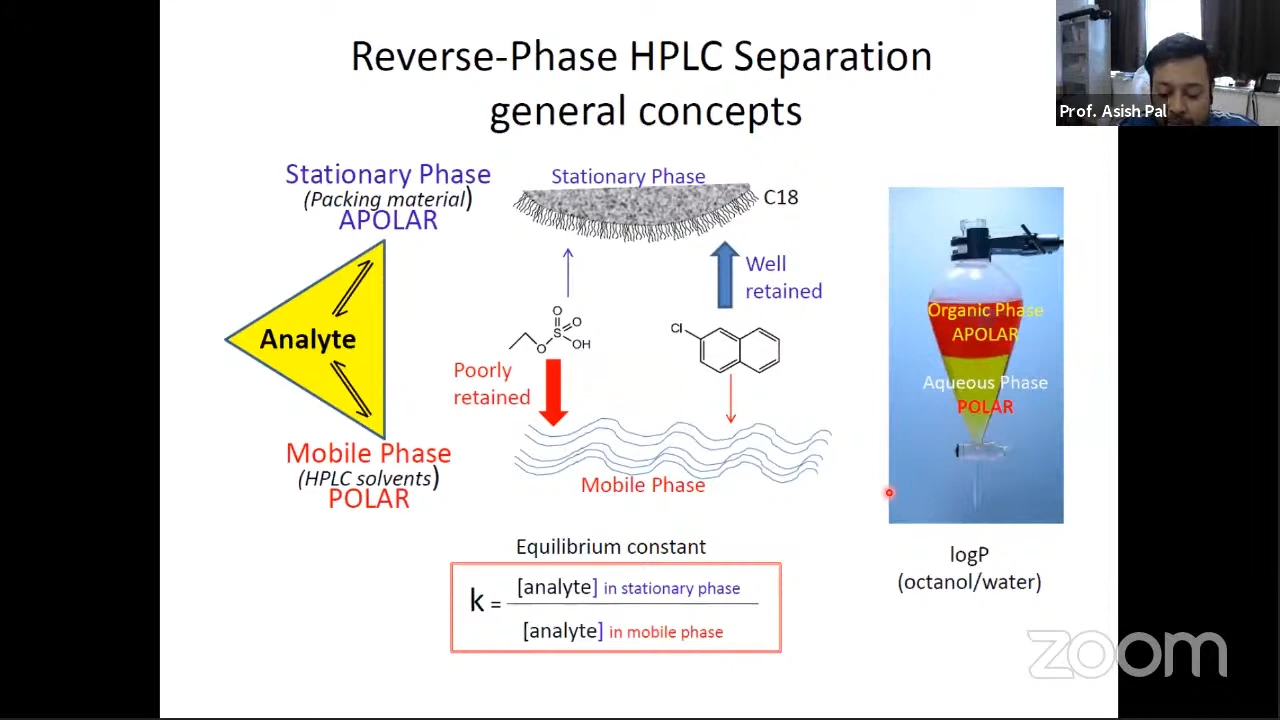 Reverse-Phase HPLC Separation
general concepts
Prof. Asish Pal
Stationary Phase
(Packing material)
APOLAR
Analyte
Mobile Phase
(HPLC solvents)
POLAR
Stationary Phase
C18
Well
retained
O
O
S
O
OH
Cl
Poorly
retained
Mobile Phase
Organic Phase
APOLAR
Aqueous Phase
POLAR
logP
(octanol/water)
Equilibrium constant
k = [analyte] in stationary phase
[analyte] in mobile phase
zoom